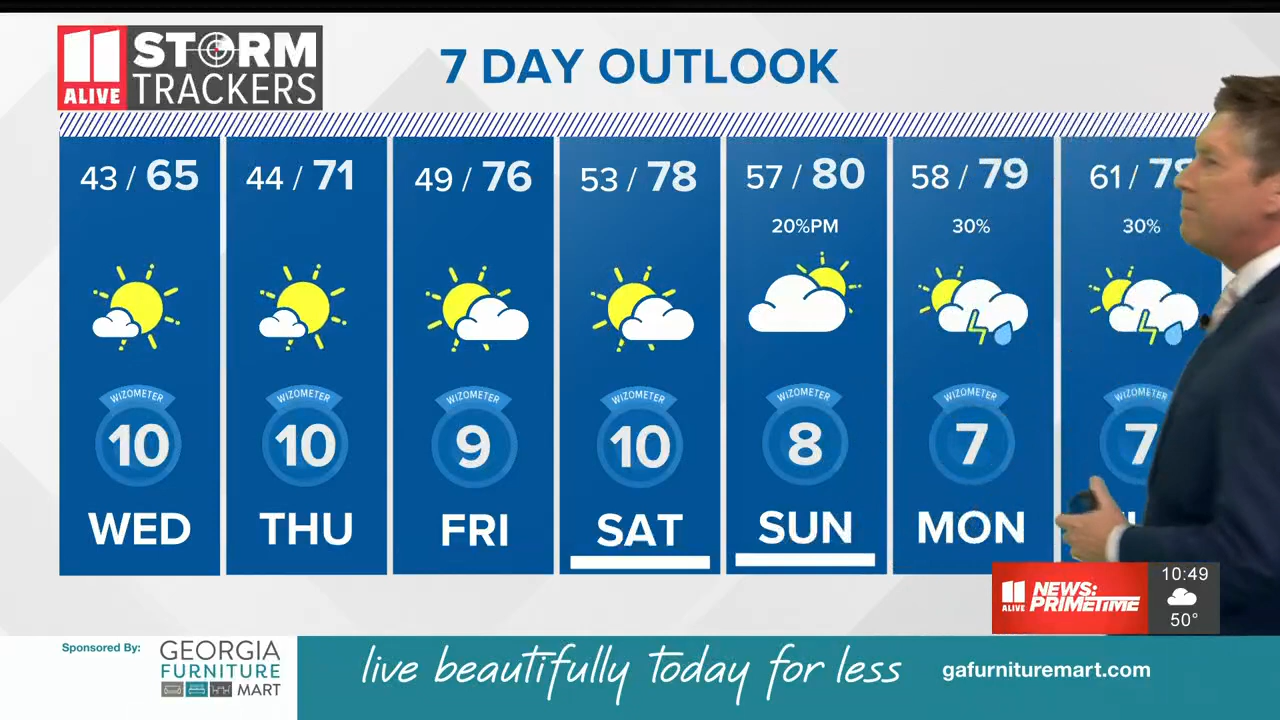 11 ALIVE STORM TRACKERS
7 DAY OUTLOOK
43 / 65
44 / 71
49 / 76
53 / 78
57 / 80
58 / 79
61 / 78
20%PM
30%
30%
WIZOMETER
WIZOMETER
WIZOMETER
WIZOMETER
WIZOMETER
WIZOMETER
WIZOMETER
10
10
9
10
8
7
7
WED
THU
FRI
SAT
SUN
MON
11 ALIVE NEWS: PRIMETIME
10:49
50°
Sponsored By:
GEORGIA
FURNITURE
MART
live beautifully today for less
gafurnituremart.com